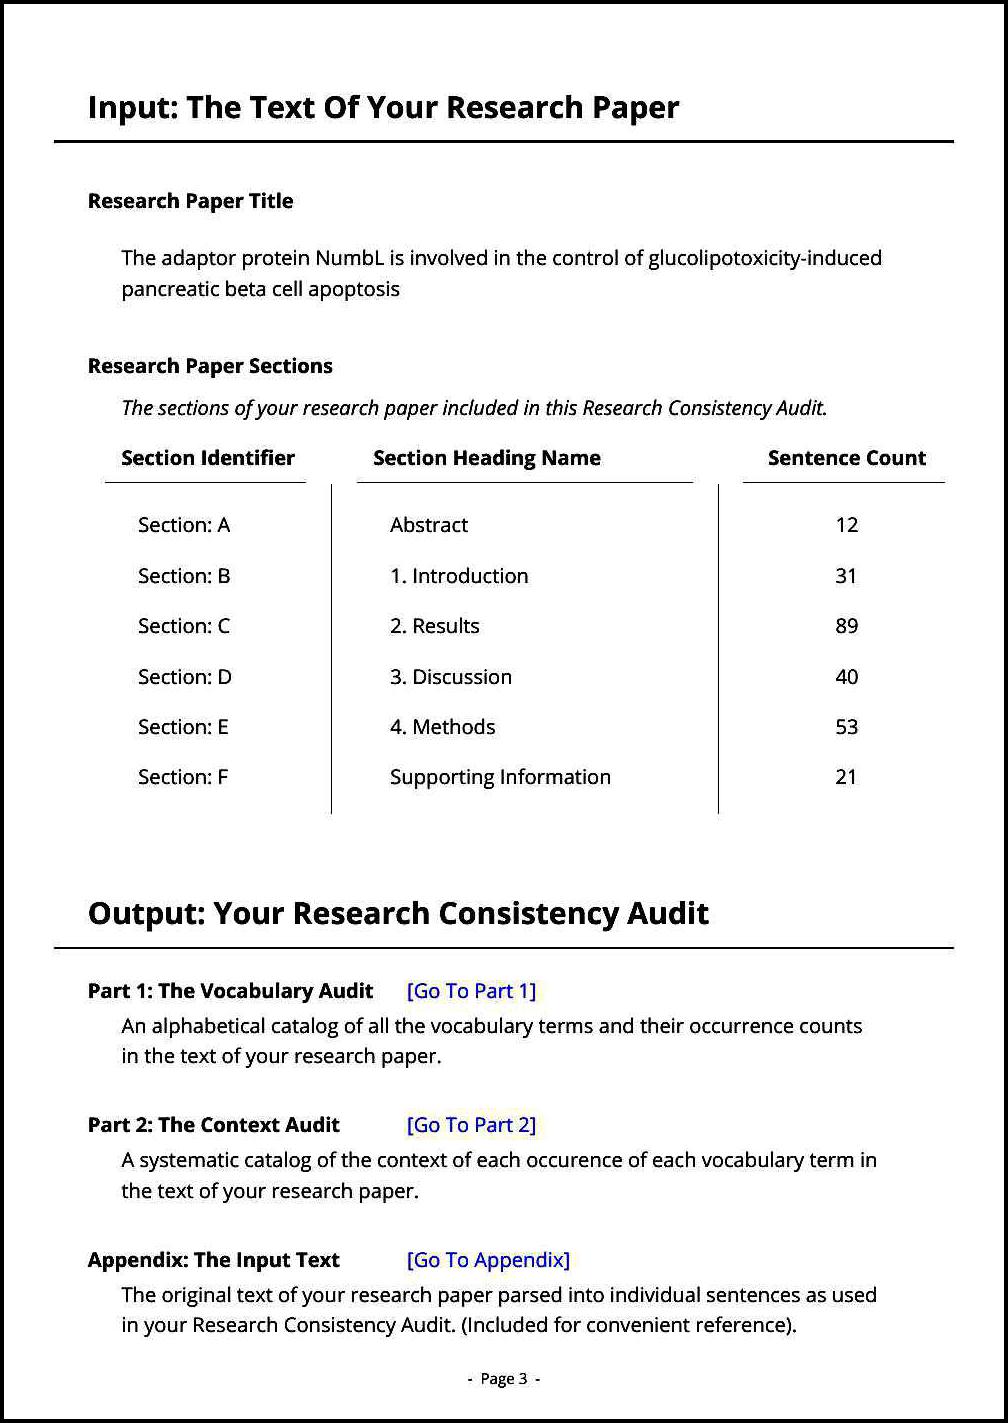 Input: The Text Of Your Research Paper
Research Paper Title
The adaptor protein NumbL is involved in the control of glucolipotoxicity-induced
pancreatic beta cell apoptosis
Research Paper Sections
The sections of your research paper included in this Research Consistency Audit.
Section Identifier Section Heading Name Sentence Count
Section: A Abstract 12
Section: B 1. Introduction 31
Section: C 2. Results 89
Section: D 3. Discussion 40
Section: E 4. Methods 53
Section: F Supporting Information 21
Output: Your Research Consistency Audit
Part 1: The Vocabulary Audit [Go To Part 1]
An alphabetical catalog of all the vocabulary terms and their occurrence counts
in the text of your research paper.
Part 2: The Context Audit [Go To Part 2]
A systematic catalog of the context of each occurence of each vocabulary term in
the text of your research paper.
Appendix: The Input Text [Go To Appendix]
The original text of your research paper parsed into individual sentences as used
in your Research Consistency Audit. (Included for convenient reference).
- Page 3 -